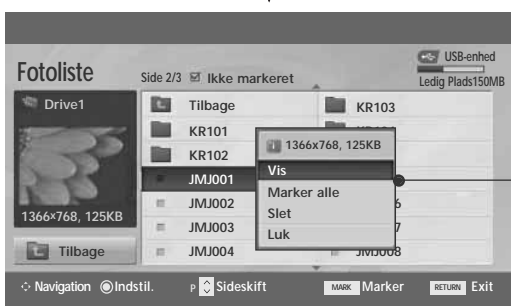 Fotoliste
Side 2/3 Ikke markeret
USB-enhed
Ledig Plads150MB
Drive1
1366×768, 125KB
Tilbage
Tilbage
KR101
KR102
JMJ001
JMJ002
JMJ003
JMJ004
KR103
JMJ008
1366x768, 125KB
Vis
Marker alle
Slet
Luk
Navigation Indstil. P Sideskift MARK Marker RETURN Exit